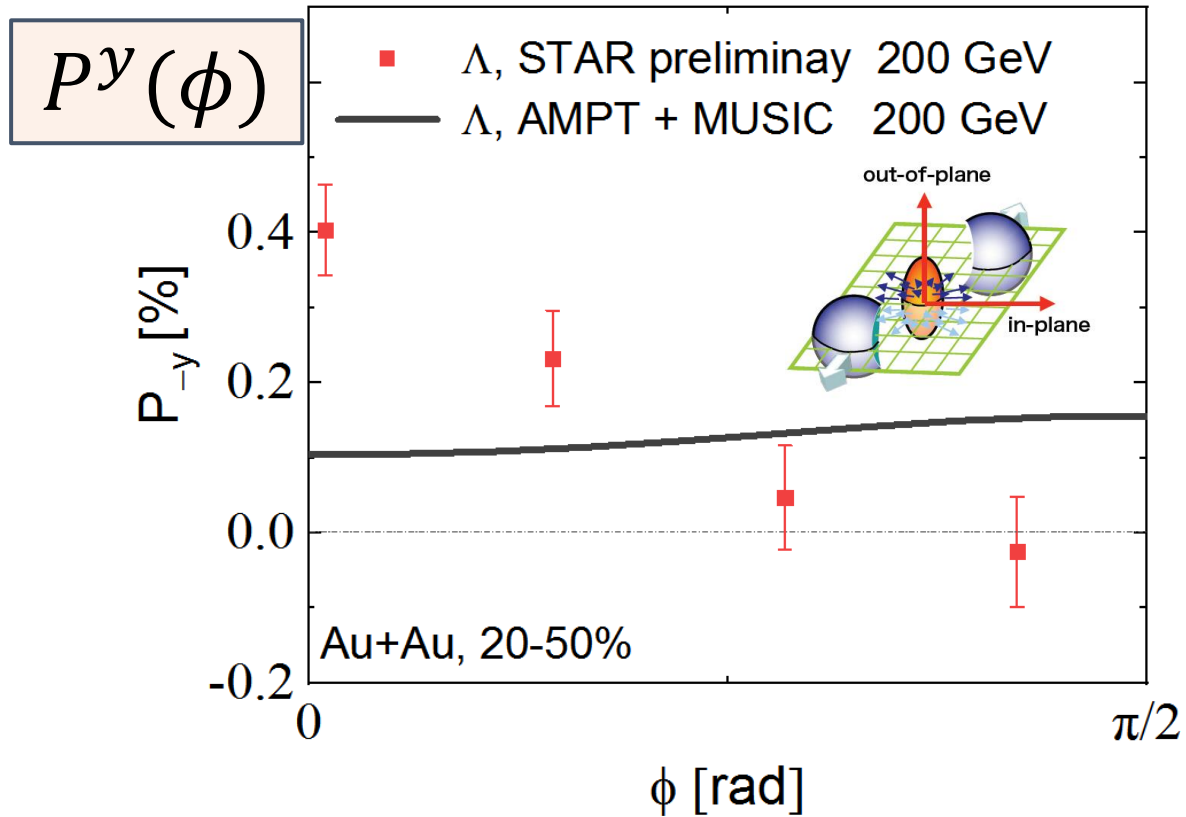 P^y(ϕ)
Λ, STAR preliminay 200 GeV
Λ, AMPT + MUSIC 200 GeV
out-of-plane
in-plane
P_{-y} [%]
0.4
0.2
0.0
-0.2
Au+Au, 20-50%
0
π/2
ϕ [rad]